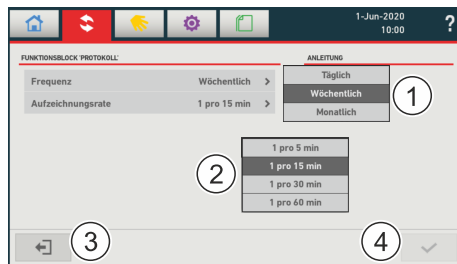 1-Jun-2020
10:00
?
FUNKTIONSBLOCK 'PROTOKOLL'
ANLEITUNG
Frequenz Wöchentlich >
Aufzeichnungsrate 1 pro 15 min >
Täglich
Wöchentlich
Monatlich
1
1 pro 5 min
1 pro 15 min
1 pro 30 min
1 pro 60 min
2
3
4